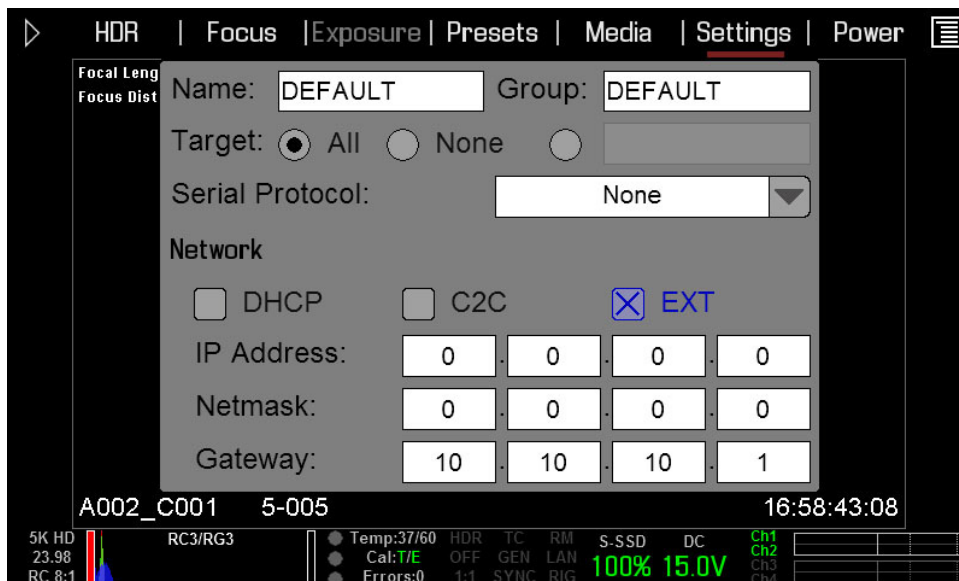 HDR | Focus | Exposure | Presets | Media | Settings | Power
Focal Leng
Focus Dist
Name: DEFAULT Group: DEFAULT
Target: All None
Serial Protocol: None
Network
DHCP C2C EXT
IP Address: 0 . 0 . 0 . 0
Netmask: 0 . 0 . 0 . 0
Gateway: 10 . 10 . 10 . 1
A002_C001 5-005 16:58:43:08
5K HD RC3/RG3 Temp:37/60 HDR TC RM S-SSD DC Ch1
Ch2
23.98 Cal:T/E OFF GEN LAN 100% 15.0V Ch3
RC 8:1 Errors:0 1:1 SYNC RIG Ch4